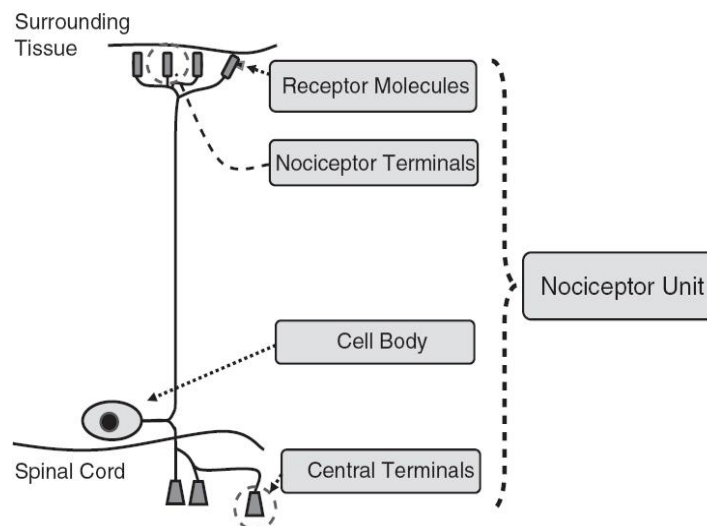 Surrounding
Tissue
Receptor Molecules
Nociceptor Terminals
Nociceptor Unit
Cell Body
Spinal Cord
Central Terminals